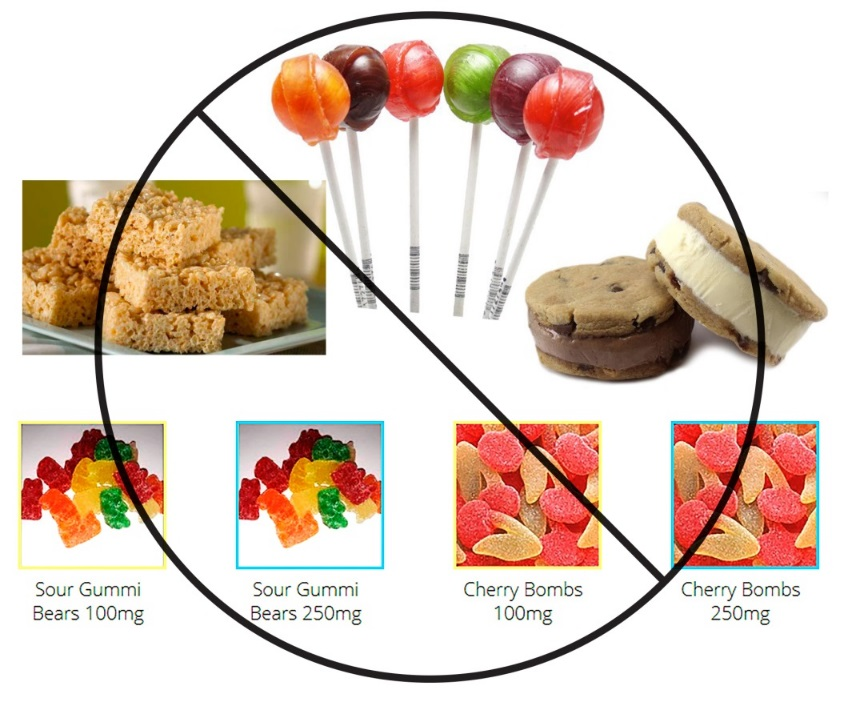 Sour Gummi
Bears 100mg
Sour Gummi
Bears 250mg
Cherry Bombs
100mg
Cherry Bombs
250mg